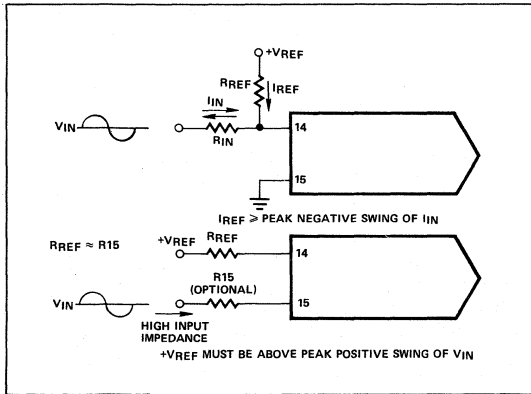 +VREF
RREF
IREF
IIN
VIN
RIN
14
15
IREF ≥ PEAK NEGATIVE SWING OF IIN
RREF ≈ R15
+VREF
RREF
14
R15
(OPTIONAL)
VIN
15
HIGH INPUT
IMPEDANCE
+VREF MUST BE ABOVE PEAK POSITIVE SWING OF VIN